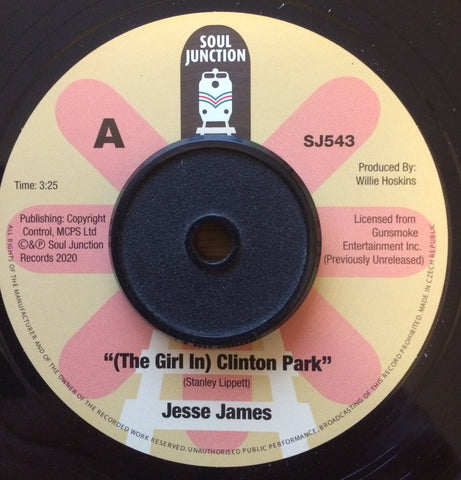 SOUL
JUNCTION
A
SJ543
Produced By:
Willie Hoskins
Time: 3:25
Publishing: Copyright
Control, MCPS Ltd
©&℗ Soul Junction
Records 2020
Licensed from
Gunsmoke
Entertainment Inc.
(Previously Unreleased)
“(The Girl In) Clinton Park”
(Stanley Lippett)
Jesse James
ALL RIGHTS OF THE MANUFACTURER AND OF THE OWNER OF THE RECORDED WORK RESERVED. UNAUTHORISED PUBLIC PERFORMANCE, BROADCASTING OF THIS RECORD PROHIBITED. MADE IN CZECH REPUBLIC